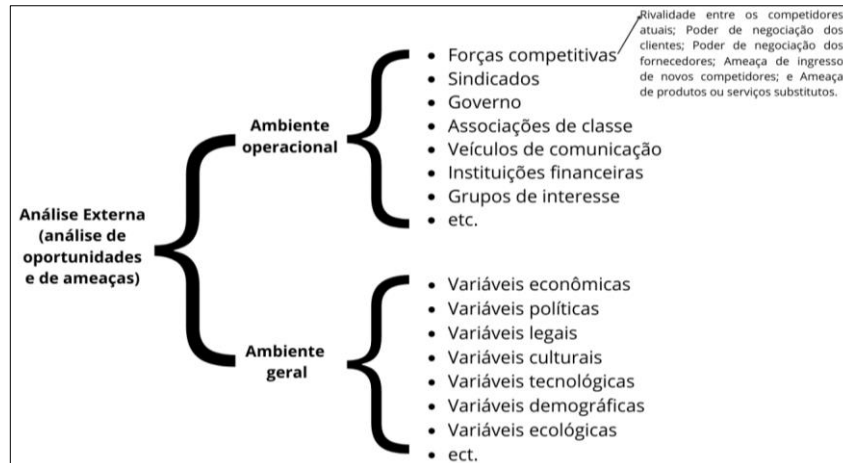 Rivalidade entre os competidores
atuais; Poder de negociação dos
clientes; Poder de negociação dos
fornecedores; Ameaça de ingresso
de novos competidores; e Ameaça
de produtos ou serviços substitutos.
Análise Externa
(análise de
oportunidades
e de ameaças)
Ambiente
operacional
• Forças competitivas
• Sindicados
• Governo
• Associações de classe
• Veículos de comunicação
• Instituições financeiras
• Grupos de interesse
• etc.
Ambiente
geral
• Variáveis econômicas
• Variáveis políticas
• Variáveis legais
• Variáveis culturais
• Variáveis tecnológicas
• Variáveis demográficas
• Variáveis ecológicas
• ect.